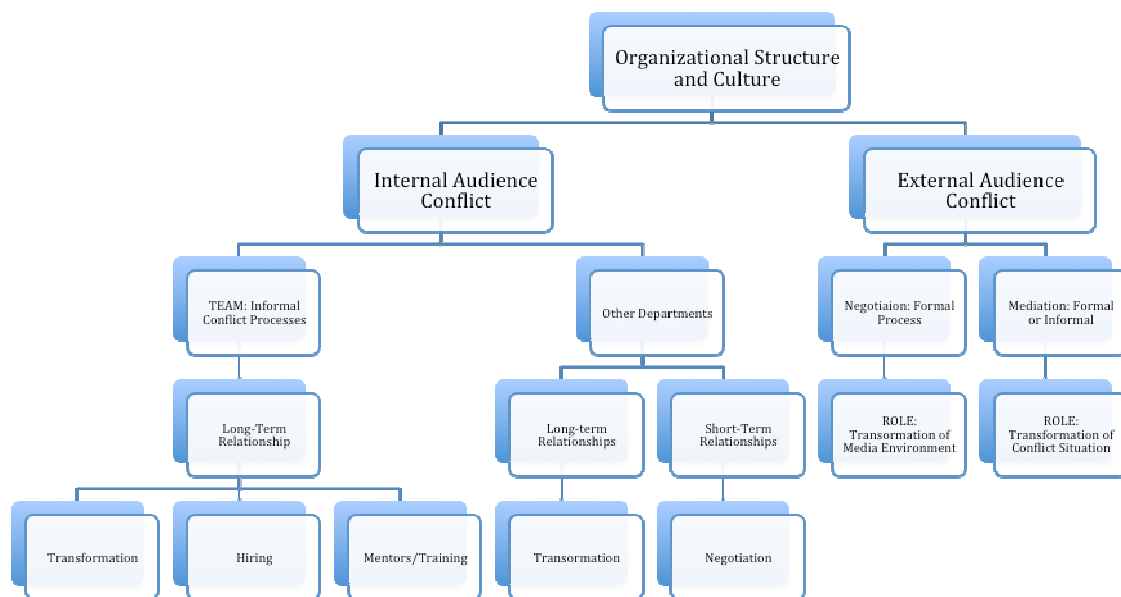 Organizational Structure
and Culture
Internal Audience
Conflict
External Audience
Conflict
TEAM: Informal
Conflict Processes
Other Departments
Negotiaion: Formal
Process
Mediation: Formal
or Informal
Long-Term
Relationship
Long-term
Relationships
Short-Term
Relationships
ROLE:
Transormation of
Media Environment
ROLE:
Transformation of
Conflict Situation
Transformation
Hiring
Mentors/Training
Transormation
Negotiation